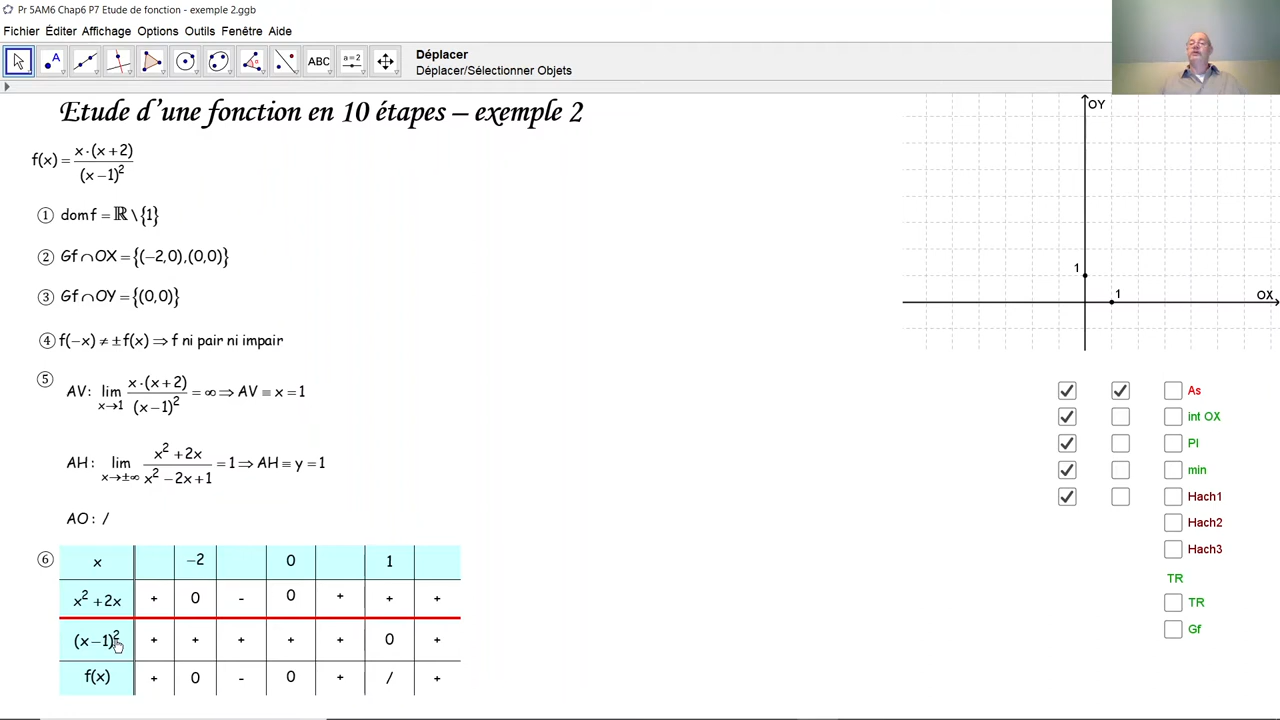 Pr 5AM6 Chap6 P7 Etude de fonction - exemple 2.ggb
Fichier Éditer Affichage Options Outils Fenêtre Aide
A ABC a=2
Déplacer
Déplacer/Sélectionner Objets
Etude d'une fonction en 10 étapes – exemple 2
f(x) = x·(x+2) / (x−1)²
① dom f = ℝ \ {1}
② Gf ∩ OX = {(−2,0),(0,0)}
③ Gf ∩ OY = {(0,0)}
④ f(−x) ≠ ± f(x) ⇒ f ni pair ni impair
⑤
AV: lim x→1 x·(x+2) / (x−1)² = ∞ ⇒ AV ≡ x = 1
AH: lim x→±∞ x²+2x / x²−2x+1 = 1 ⇒ AH ≡ y = 1
AO: /
⑥ x −2 0 1
x²+2x + 0 - 0 + + +
(x−1)² + + + + + 0 +
f(x) + 0 - 0 + / +
OY
1
1 OX
As
int OX
PI
min
Hach1
Hach2
Hach3
TR
TR
Gf